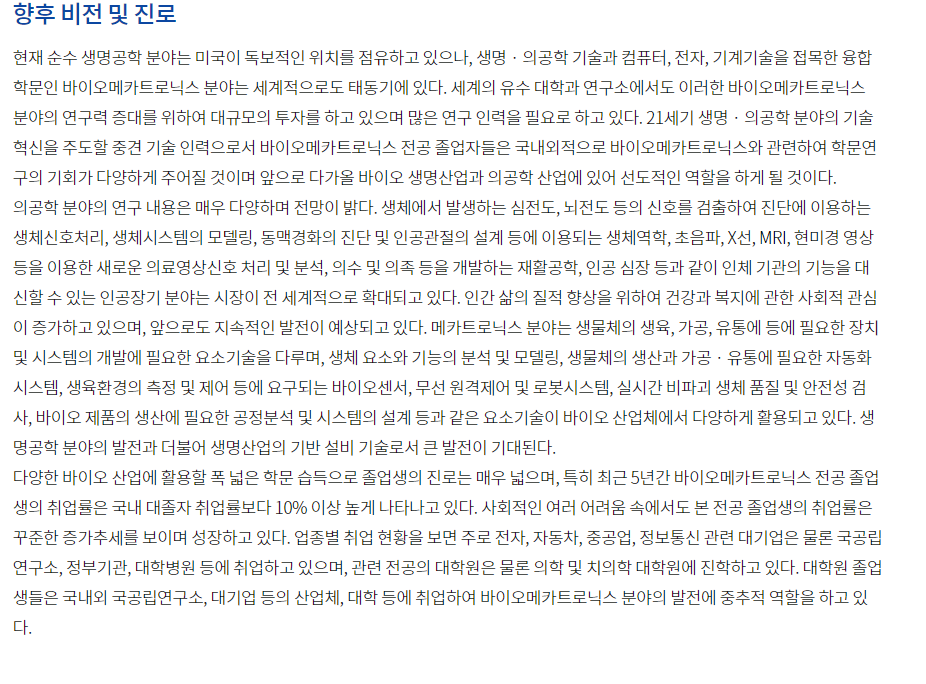 향후 비전 및 진로
현재 순수 생명공학 분야는 미국이 독보적인 위치를 점유하고 있으나, 생명 · 의공학 기술과 컴퓨터, 전자, 기계기술을 접목한 융합
학문인 바이오메카트로닉스 분야는 세계적으로도 태동기에 있다. 세계의 유수 대학과 연구소에서도 이러한 바이오메카트로닉스
분야의 연구력 증대를 위하여 대규모의 투자를 하고 있으며 많은 연구 인력을 필요로 하고 있다. 21세기 생명 · 의공학 분야의 기술
혁신을 주도할 중견 기술 인력으로서 바이오메카트로닉스 전공 졸업자들은 국내외적으로 바이오메카트로닉스와 관련하여 학문연
구의 기회가 다양하게 주어질 것이며 앞으로 다가올 바이오 생명산업과 의공학 산업에 있어 선도적인 역할을 하게 될 것이다.
의공학 분야의 연구 내용은 매우 다양하며 전망이 밝다. 생체에서 발생하는 심전도, 뇌전도 등의 신호를 검출하여 진단에 이용하는
생체신호처리, 생체시스템의 모델링, 동맥경화의 진단 및 인공관절의 설계 등에 이용되는 생체역학, 초음파, X선, MRI, 현미경 영상
등을 이용한 새로운 의료영상신호 처리 및 분석, 의수 및 의족 등을 개발하는 재활공학, 인공 심장 등과 같이 인체 기관의 기능을 대
신할 수 있는 인공장기 분야는 시장이 전 세계적으로 확대되고 있다. 인간 삶의 질적 향상을 위하여 건강과 복지에 관한 사회적 관심
이 증가하고 있으며, 앞으로도 지속적인 발전이 예상되고 있다. 메카트로닉스 분야는 생물체의 생육, 가공, 유통에 등에 필요한 장치
및 시스템의 개발에 필요한 요소기술을 다루며, 생체 요소와 기능의 분석 및 모델링, 생물체의 생산과 가공 · 유통에 필요한 자동화
시스템, 생육환경의 측정 및 제어 등에 요구되는 바이오센서, 무선 원격제어 및 로봇시스템, 실시간 비파괴 생체 품질 및 안전성 검
사, 바이오 제품의 생산에 필요한 공정분석 및 시스템의 설계 등과 같은 요소기술이 바이오 산업체에서 다양하게 활용되고 있다. 생
명공학 분야의 발전과 더불어 생명산업의 기반 설비 기술로서 큰 발전이 기대된다.
다양한 바이오 산업에 활용할 폭 넓은 학문 습득으로 졸업생의 진로는 매우 넓으며, 특히 최근 5년간 바이오메카트로닉스 전공 졸업
생의 취업률은 국내 대졸자 취업률보다 10% 이상 높게 나타나고 있다. 사회적인 여러 어려움 속에서도 본 전공 졸업생의 취업률은
꾸준한 증가추세를 보이며 성장하고 있다. 업종별 취업 현황을 보면 주로 전자, 자동차, 중공업, 정보통신 관련 대기업은 물론 국공립
연구소, 정부기관, 대학병원 등에 취업하고 있으며, 관련 전공의 대학원은 물론 의학 및 치의학 대학원에 진학하고 있다. 대학원 졸업
생들은 국내외 국공립연구소, 대기업 등의 산업체, 대학 등에 취업하여 바이오메카트로닉스 분야의 발전에 중추적 역할을 하고 있
다.